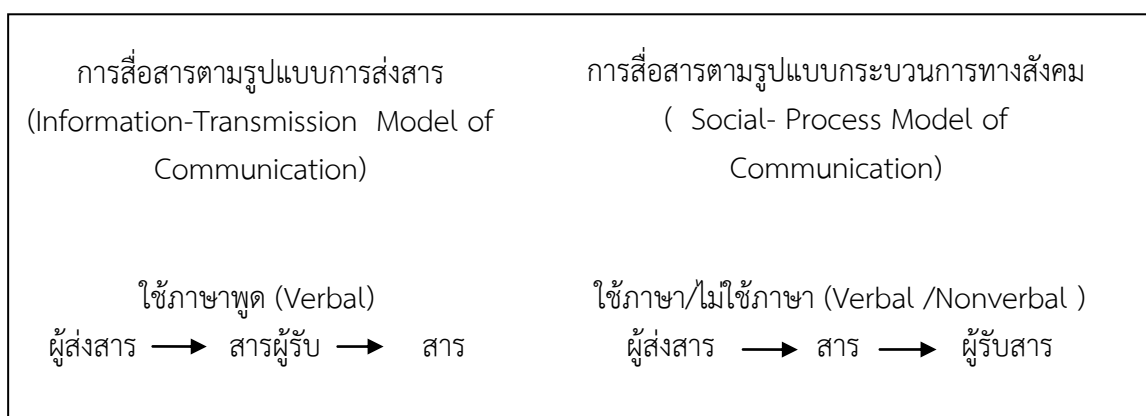 การสื่อสารตามรูปแบบการส่งสาร
(Information-Transmission Model of
Communication)
ใช้ภาษาพูด (Verbal)
ผู้ส่งสาร → สารผู้รับ → สาร
การสื่อสารตามรูปแบบกระบวนการทางสังคม
( Social- Process Model of
Communication)
ใช้ภาษา/ไม่ใช้ภาษา (Verbal /Nonverbal )
ผู้ส่งสาร → สาร → ผู้รับสาร